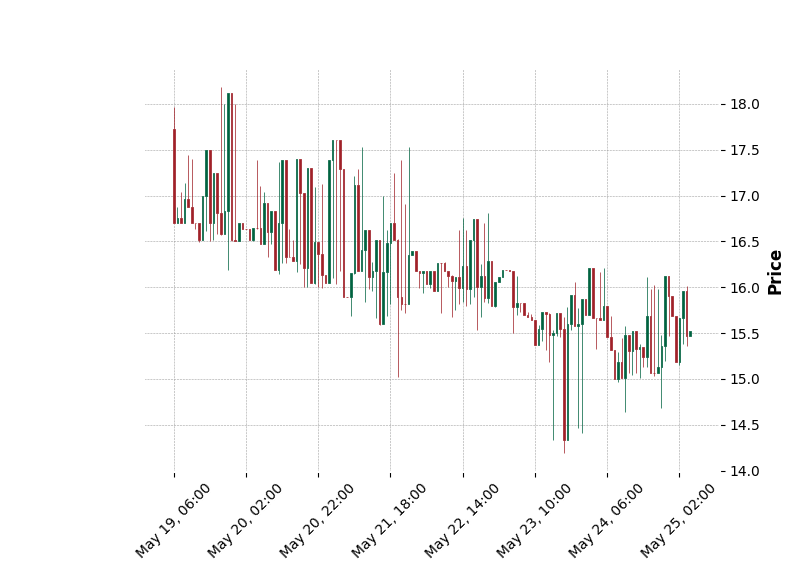 18.0
17.5
17.0
16.5
16.0
15.5
15.0
14.5
14.0
Price
May 19, 06:00
May 20, 02:00
May 20, 22:00
May 21, 18:00
May 22, 14:00
May 23, 10:00
May 24, 06:00
May 25, 02:00